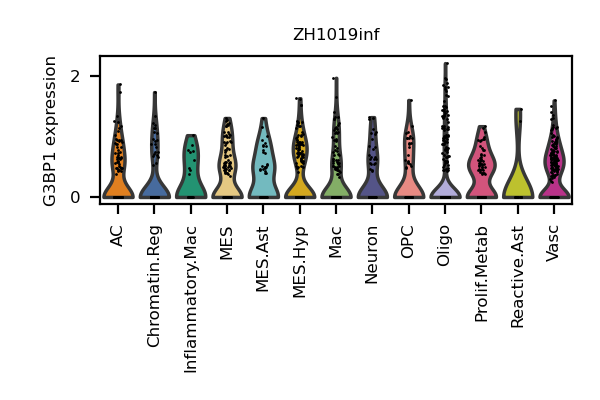 ZH1019inf
G3BP1 expression
2
0
AC
Chromatin.Reg
Inflammatory.Mac
MES
MES.Ast
MES.Hyp
Mac
Neuron
OPC
Oligo
Prolif.Metab
Reactive.Ast
Vasc